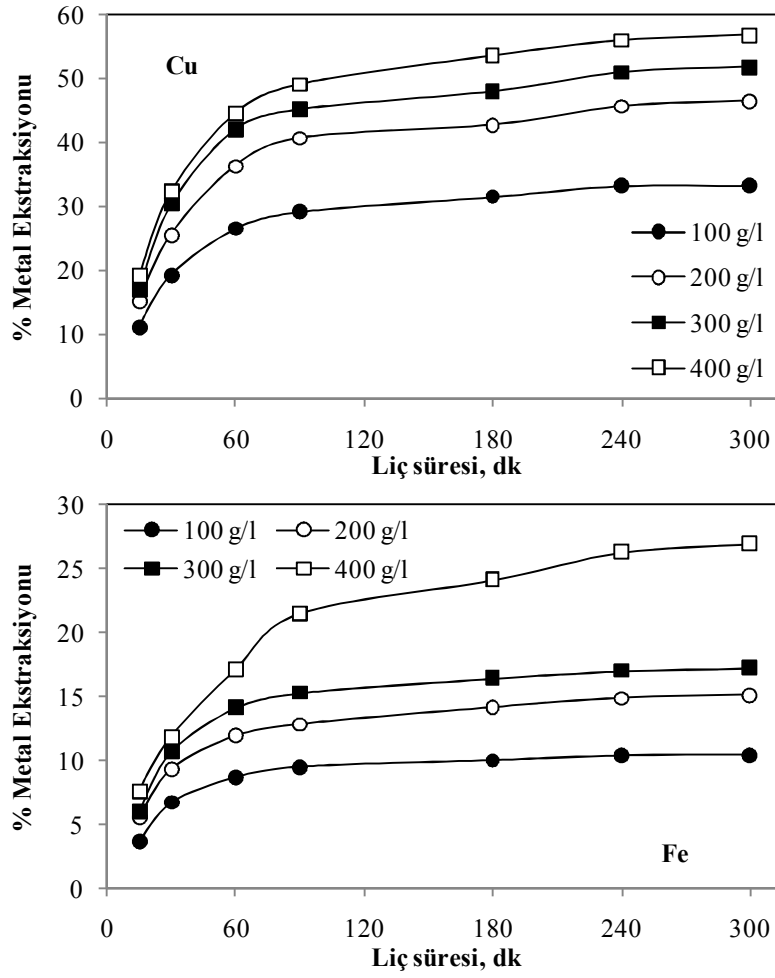 60
50
40
30
20
10
0
% Metal Ekstraksiyonu
Cu
100 g/l
200 g/l
300 g/l
400 g/l
0 60 120 180 240 300
Liç süresi, dk
30
25
20
15
10
5
0
% Metal Ekstraksiyonu
100 g/l 200 g/l
300 g/l 400 g/l
Fe
0 60 120 180 240 300
Liç süresi, dk